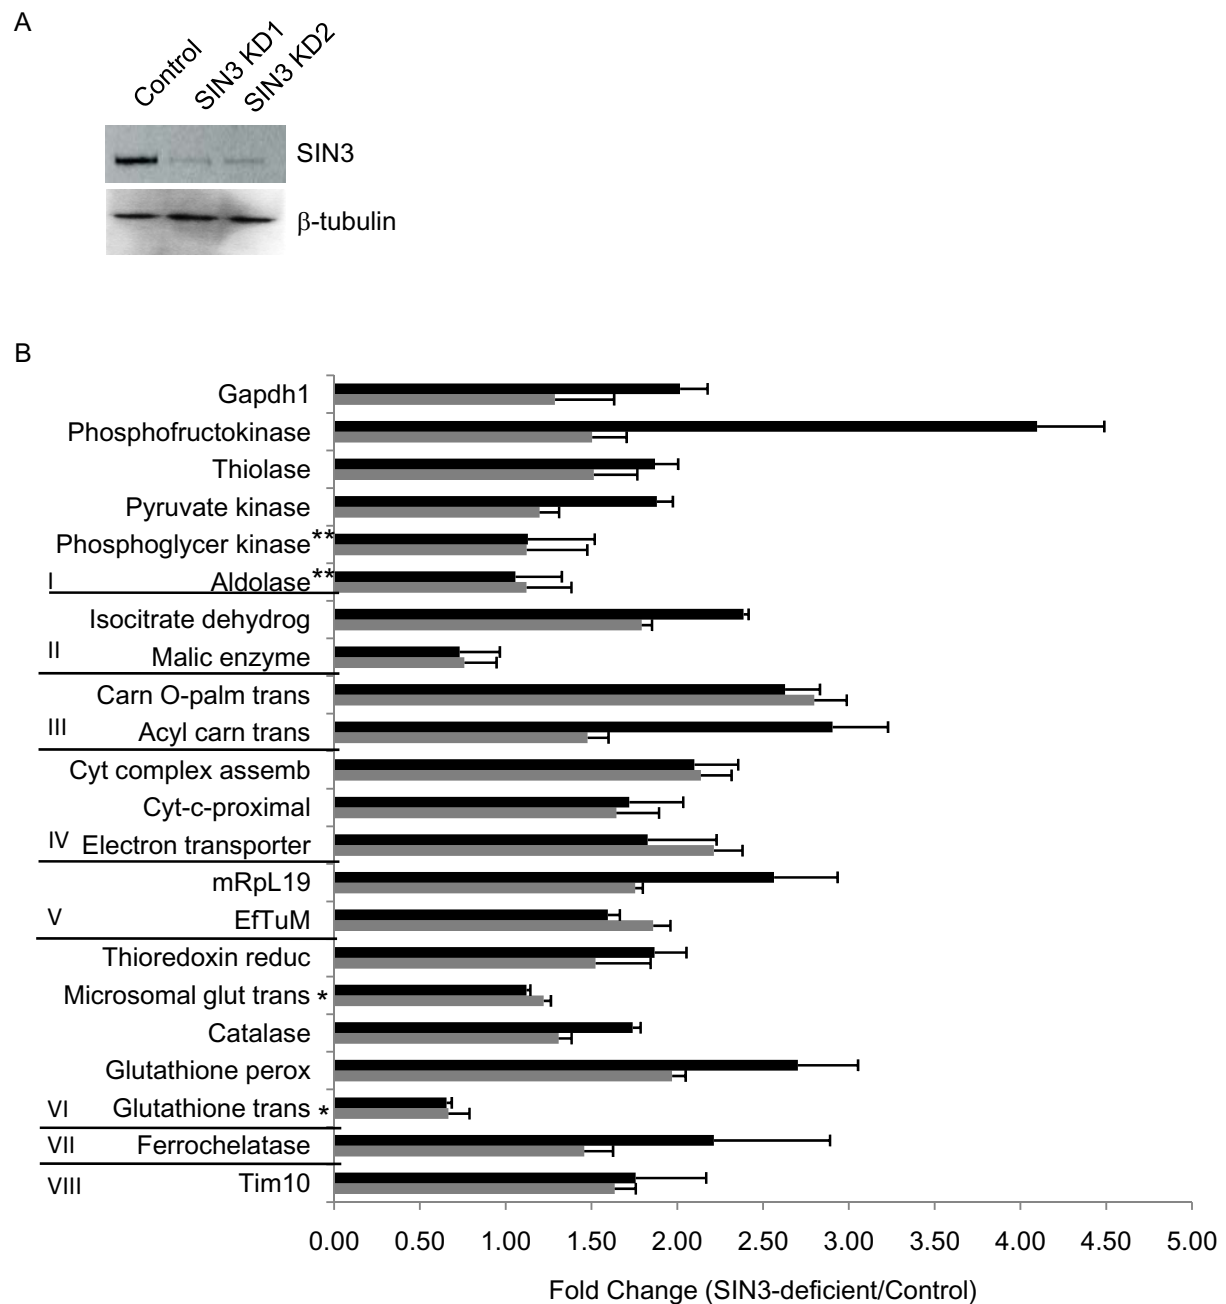 A
Control
SIN3 KD1
SIN3 KD2
SIN3
β-tubulin
B
Gapdh1
Phosphofructokinase
Thiolase
Pyruvate kinase
Phosphoglycer kinase**
I Aldolase**
Isocitrate dehydrog
II Malic enzyme
Carn O-palm trans
III Acyl carn trans
Cyt complex assemb
Cyt-c-proximal
IV Electron transporter
mRpL19
V EfTuM
Thioredoxin reduc
Microsomal glut trans *
Catalase
Glutathione perox
VI Glutathione trans *
VII Ferrochelatase
VIII Tim10
0.00 0.50 1.00 1.50 2.00 2.50 3.00 3.50 4.00 4.50 5.00
Fold Change (SIN3-deficient/Control)